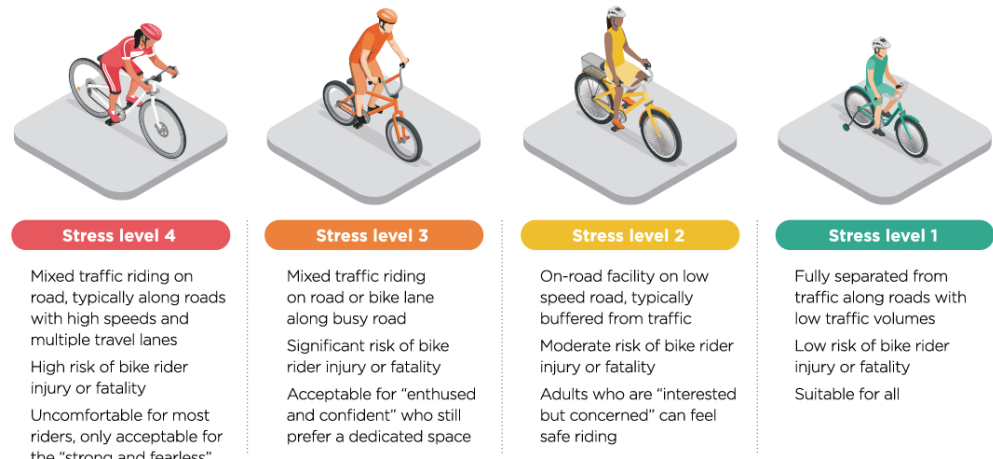 Stress level 4
Mixed traffic riding on
road, typically along roads
with high speeds and
multiple travel lanes
High risk of bike rider
injury or fatality
Uncomfortable for most
riders, only acceptable for
the “strong and fearless”
Stress level 3
Mixed traffic riding
on road or bike lane
along busy road
Significant risk of bike
rider injury or fatality
Acceptable for “enthused
and confident” who still
prefer a dedicated space
Stress level 2
On-road facility on low
speed road, typically
buffered from traffic
Moderate risk of bike rider
injury or fatality
Adults who are “interested
but concerned” can feel
safe riding
Stress level 1
Fully separated from
traffic along roads with
low traffic volumes
Low risk of bike rider
injury or fatality
Suitable for all